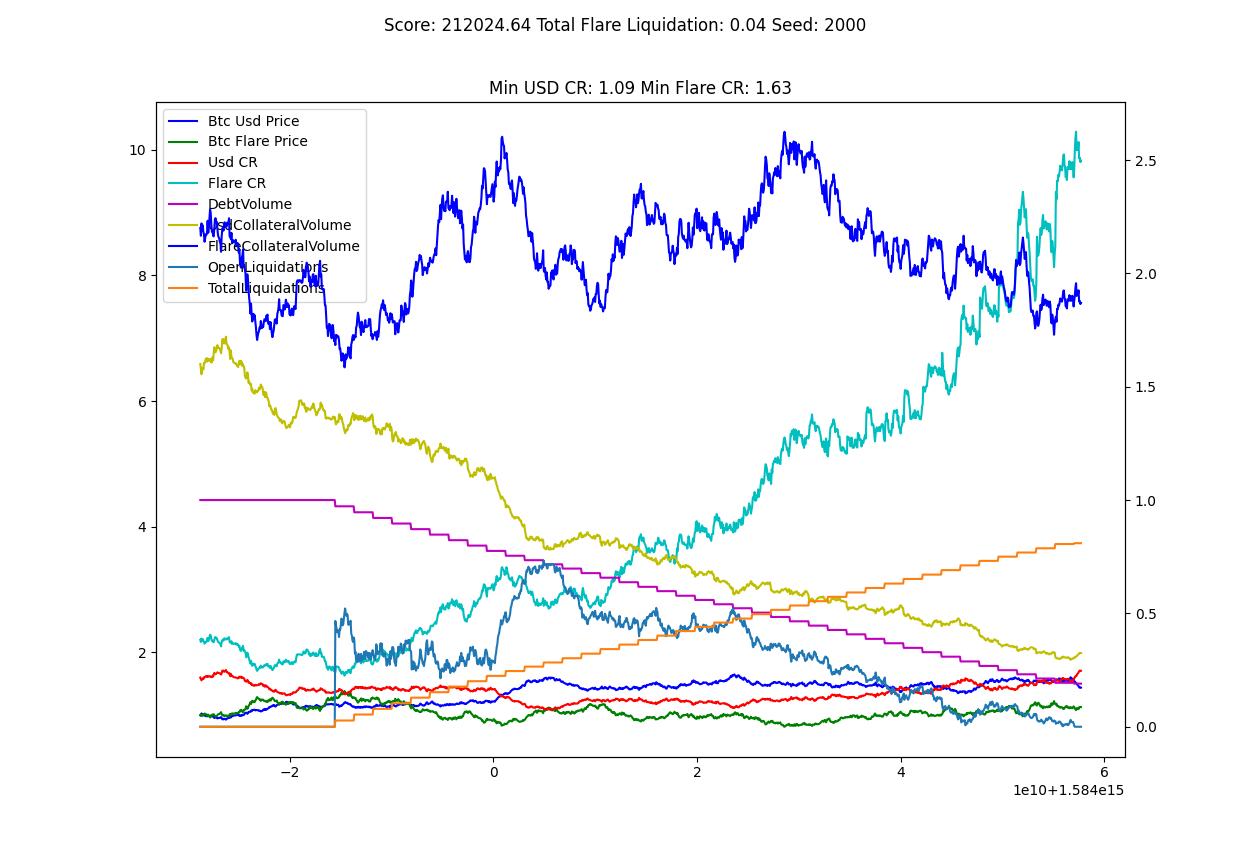 Score: 212024.64 Total Flare Liquidation: 0.04 Seed: 2000
Min USD CR: 1.09 Min Flare CR: 1.63
Btc Usd Price
Btc Flare Price
Usd CR
Flare CR
DebtVolume
UsdCollateralVolume
FlareCollateralVolume
OpenLiquidations
TotalLiquidations
10
8
6
4
2
2.5
2.0
1.5
1.0
0.5
0.0
−2
0
2
4
6
1e10+1.584e15